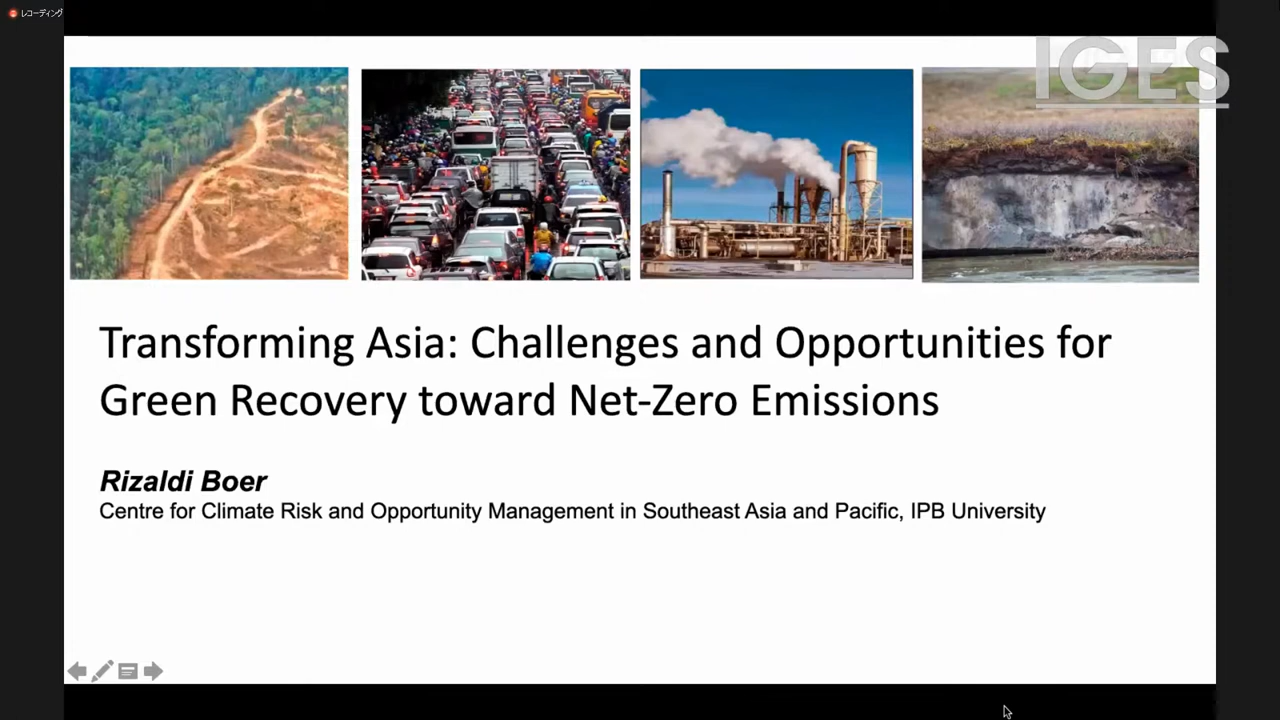 レコーディング
IGES
Transforming Asia: Challenges and Opportunities for
Green Recovery toward Net-Zero Emissions
Rizaldi Boer
Centre for Climate Risk and Opportunity Management in Southeast Asia and Pacific, IPB University